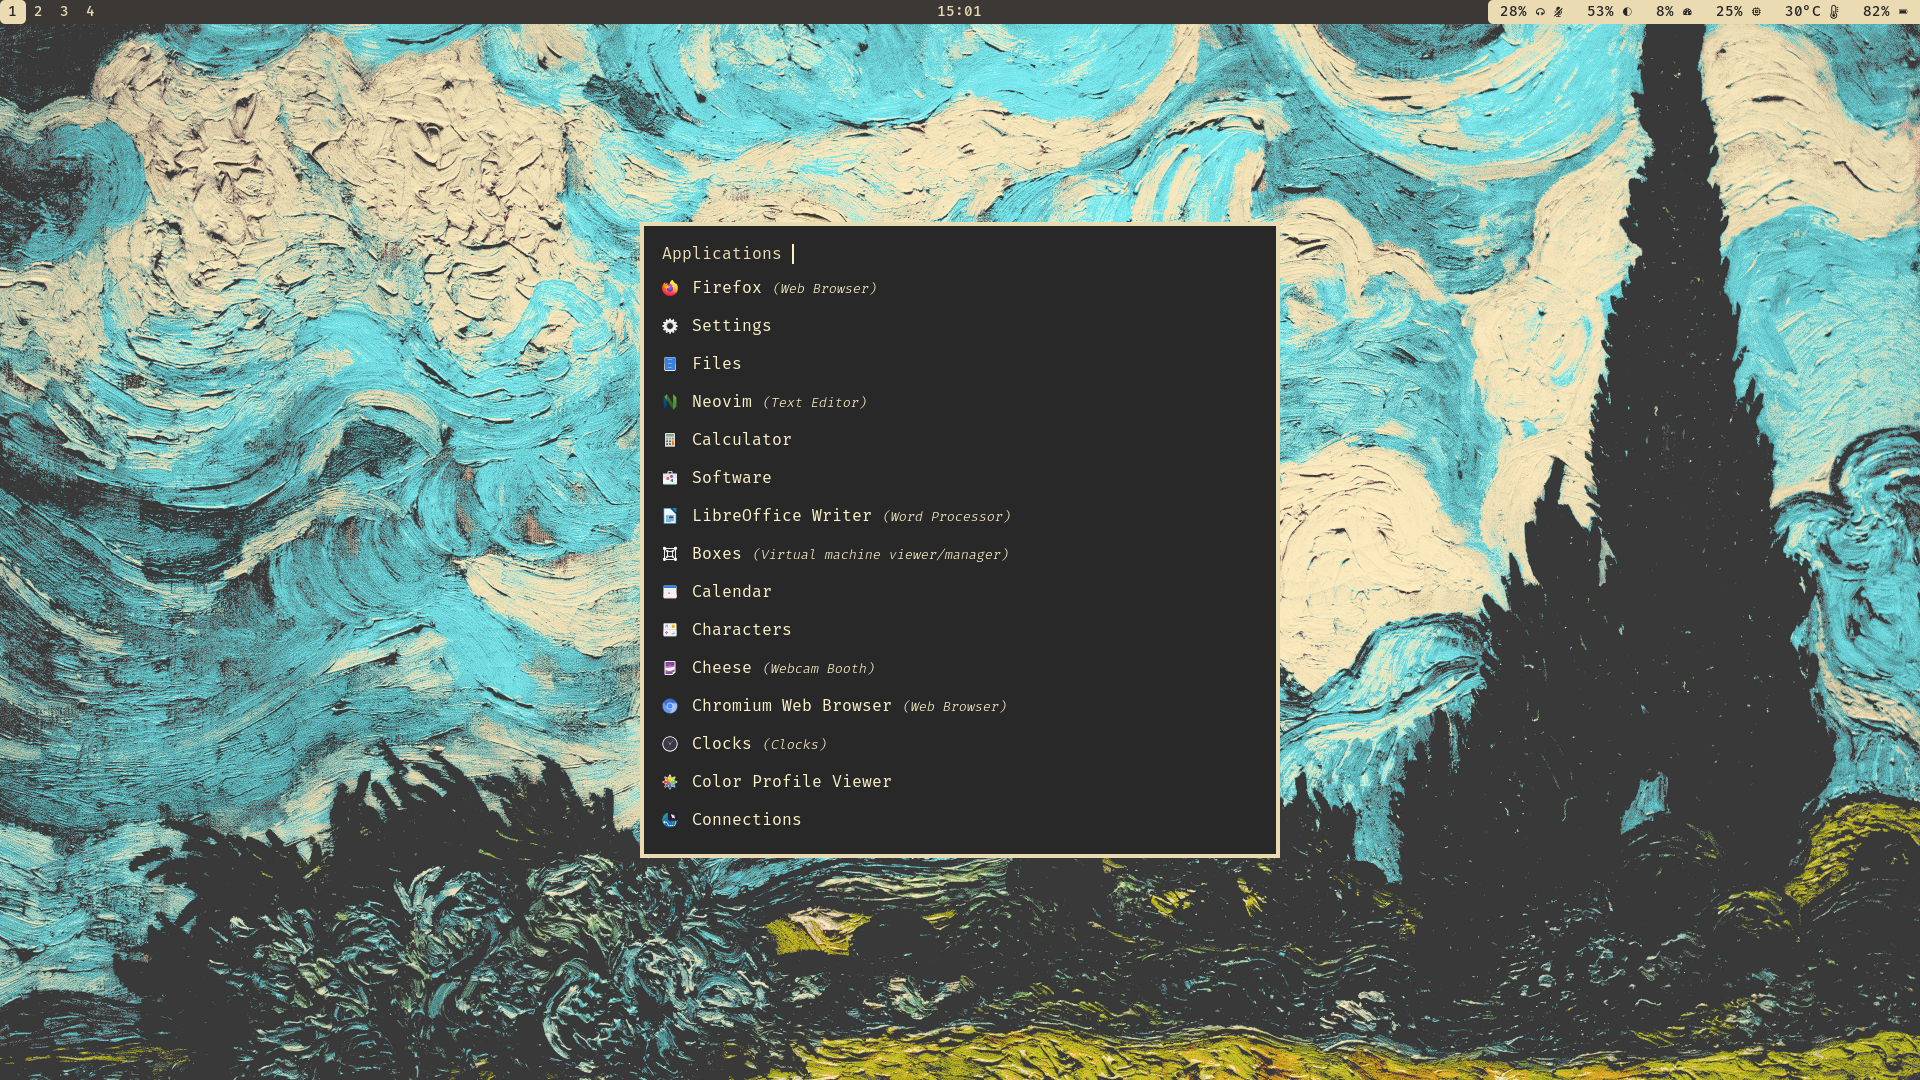 1 2 3 4
15:01
28% 53% 8% 25% 30°C 82%
Applications
Firefox (Web Browser)
Settings
Files
Neovim (Text Editor)
Calculator
Software
LibreOffice Writer (Word Processor)
Boxes (Virtual machine viewer/manager)
Calendar
Characters
Cheese (Webcam Booth)
Chromium Web Browser (Web Browser)
Clocks (Clocks)
Color Profile Viewer
Connections